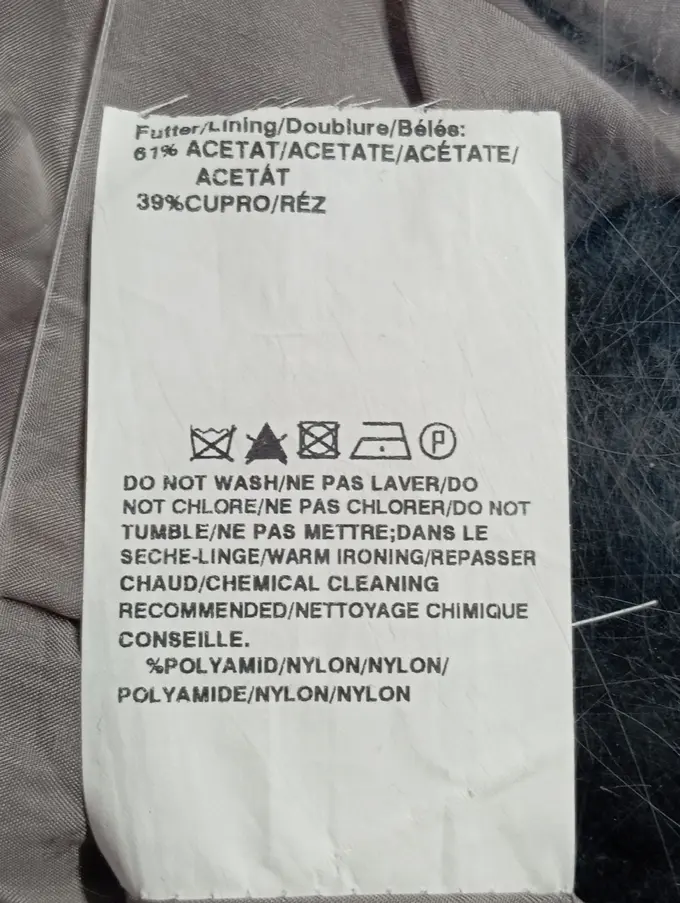 Futter/Lining/Doublure/Bélés:
61% ACETAT/ACETATE/ACÉTATE/
ACETÁT
39%CUPRO/RÉZ
P
DO NOT WASH/NE PAS LAVER/DO
NOT CHLORE/NE PAS CHLORER/DO NOT
TUMBLE/NE PAS METTRE;DANS LE
SECHE-LINGE/WARM IRONING/REPASSER
CHAUD/CHEMICAL CLEANING
RECOMMENDED/NETTOYAGE CHIMIQUE
CONSEILLE.
%POLYAMID/NYLON/NYLON/
POLYAMIDE/NYLON/NYLON